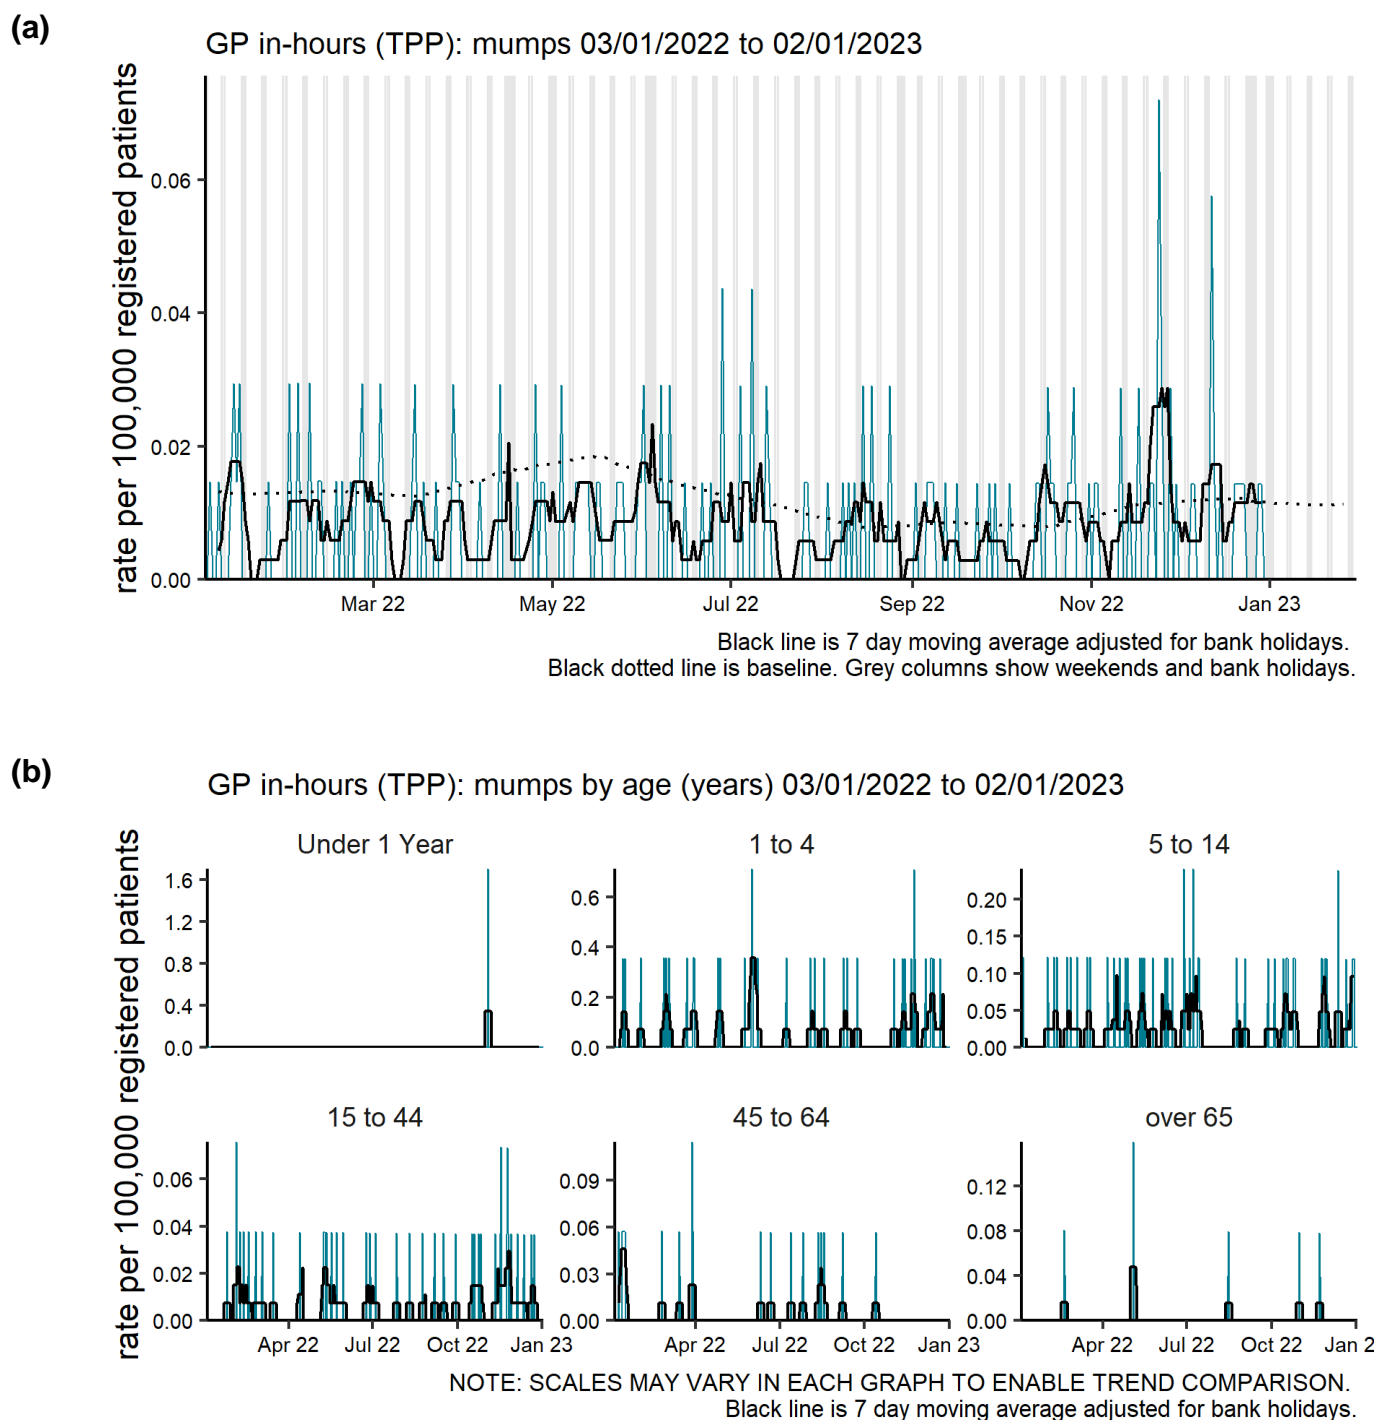 (a)
GP in-hours (TPP): mumps 03/01/2022 to 02/01/2023
rate per 100,000 registered patients
0.06
0.04
0.02
0.00
Mar 22 May 22 Jul 22 Sep 22 Nov 22 Jan 23
Black line is 7 day moving average adjusted for bank holidays.
Black dotted line is baseline. Grey columns show weekends and bank holidays.
(b)
GP in-hours (TPP): mumps by age (years) 03/01/2022 to 02/01/2023
rate per 100,000 registered patients
Under 1 Year
1.6
1.2
0.8
0.4
0.0
1 to 4
0.6
0.4
0.2
0.0
5 to 14
0.20
0.15
0.10
0.05
0.00
15 to 44
0.06
0.04
0.02
0.00
Apr 22 Jul 22 Oct 22 Jan 23
45 to 64
0.09
0.06
0.03
0.00
Apr 22 Jul 22 Oct 22 Jan 23
over 65
0.12
0.08
0.04
0.00
Apr 22 Jul 22 Oct 22 Jan 2
NOTE: SCALES MAY VARY IN EACH GRAPH TO ENABLE TREND COMPARISON.
Black line is 7 day moving average adjusted for bank holidays.